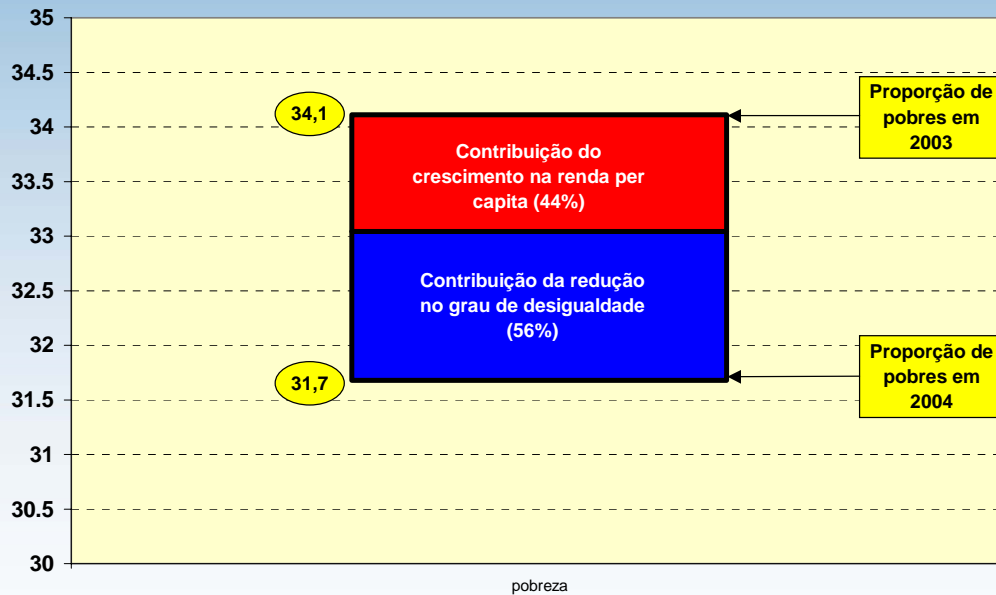 35
34.5
34
33.5
33
32.5
32
31.5
31
30.5
30
34,1
Contribuição do
crescimento na renda per
capita (44%)
Contribuição da redução
no grau de desigualdade
(56%)
31,7
Proporção de
pobres em
2003
Proporção de
pobres em
2004
pobreza